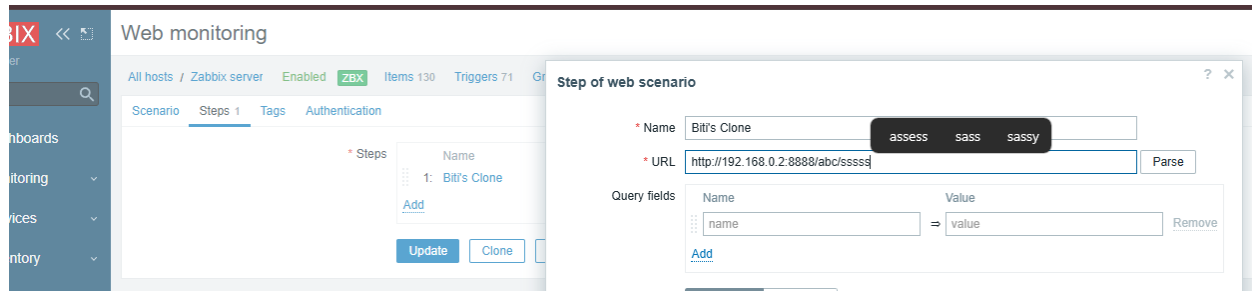 BIX
er
Web monitoring
All hosts / Zabbix server Enabled ZBX Items 130 Triggers 71 Gr
Scenario Steps 1 Tags Authentication
* Steps
Name
1: Biti's Clone
Add
Update Clone
hboards
itoring
vices
ntory
Step of web scenario
?
* Name Biti's Clone
assess sass sassy
* URL http://192.168.0.2:8888/abc/sssss Parse
Query fields
Name Value
name ⇒ value Remove
Add